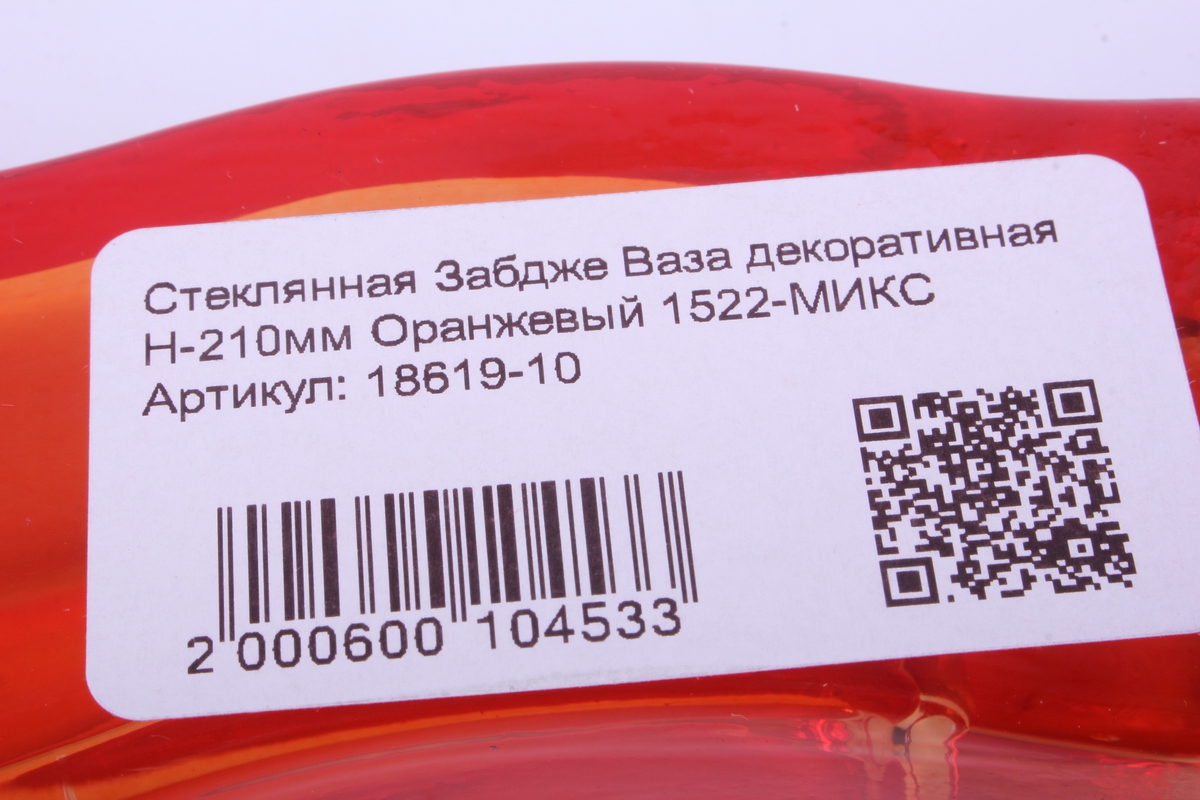 Стеклянная Забдже Ваза декоративная
Н-210мм Оранжевый 1522-МИКС
Артикул: 18619-10
2 000600 104533